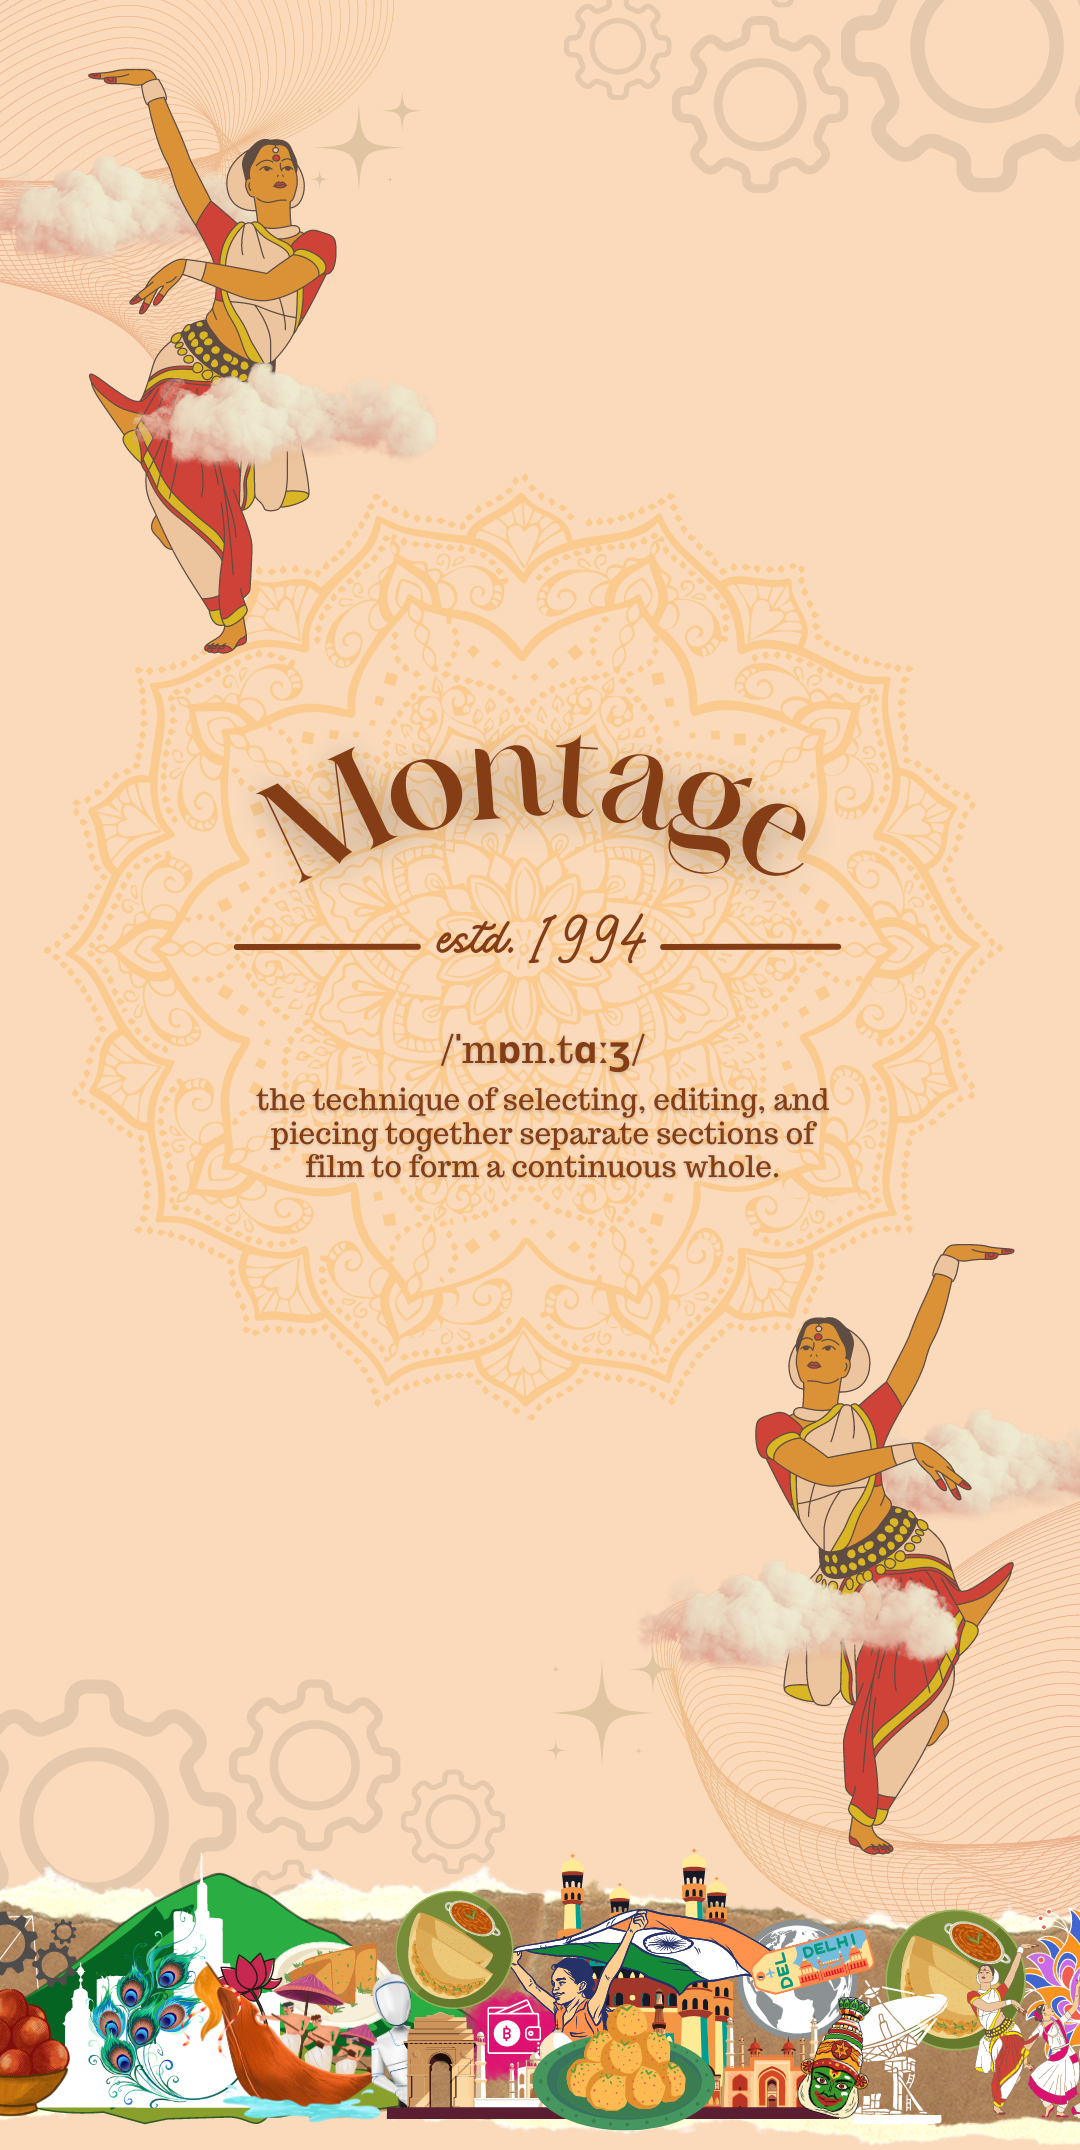 Montage
estd. 1994
/ˈmɒn.tɑːʒ/
the technique of selecting, editing, and
piecing together separate sections of
film to form a continuous whole.
DEL
DELHI